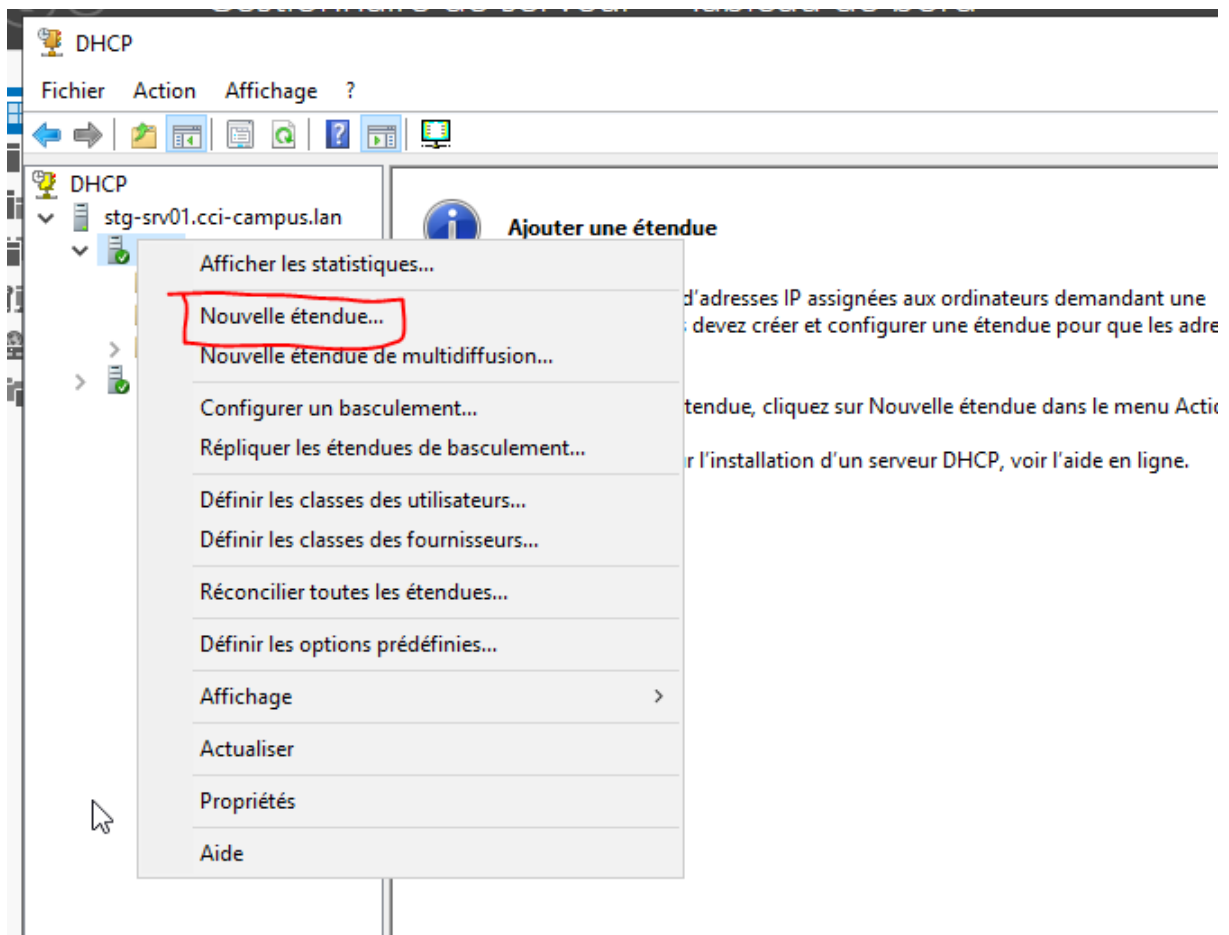 DHCP
Fichier Action Affichage ?
DHCP
stg-srv01.cci-campus.lan
Ajouter une étendue
Afficher les statistiques...
d'adresses IP assignées aux ordinateurs demandant une
Nouvelle étendue...
devez créer et configurer une étendue pour que les adre
Nouvelle étendue de multidiffusion...
Configurer un basculement...
tendue, cliquez sur Nouvelle étendue dans le menu Actio
Répliquer les étendues de basculement...
r l'installation d'un serveur DHCP, voir l'aide en ligne.
Définir les classes des utilisateurs...
Définir les classes des fournisseurs...
Réconcilier toutes les étendues...
Définir les options prédéfinies...
Affichage
Actualiser
Propriétés
Aide